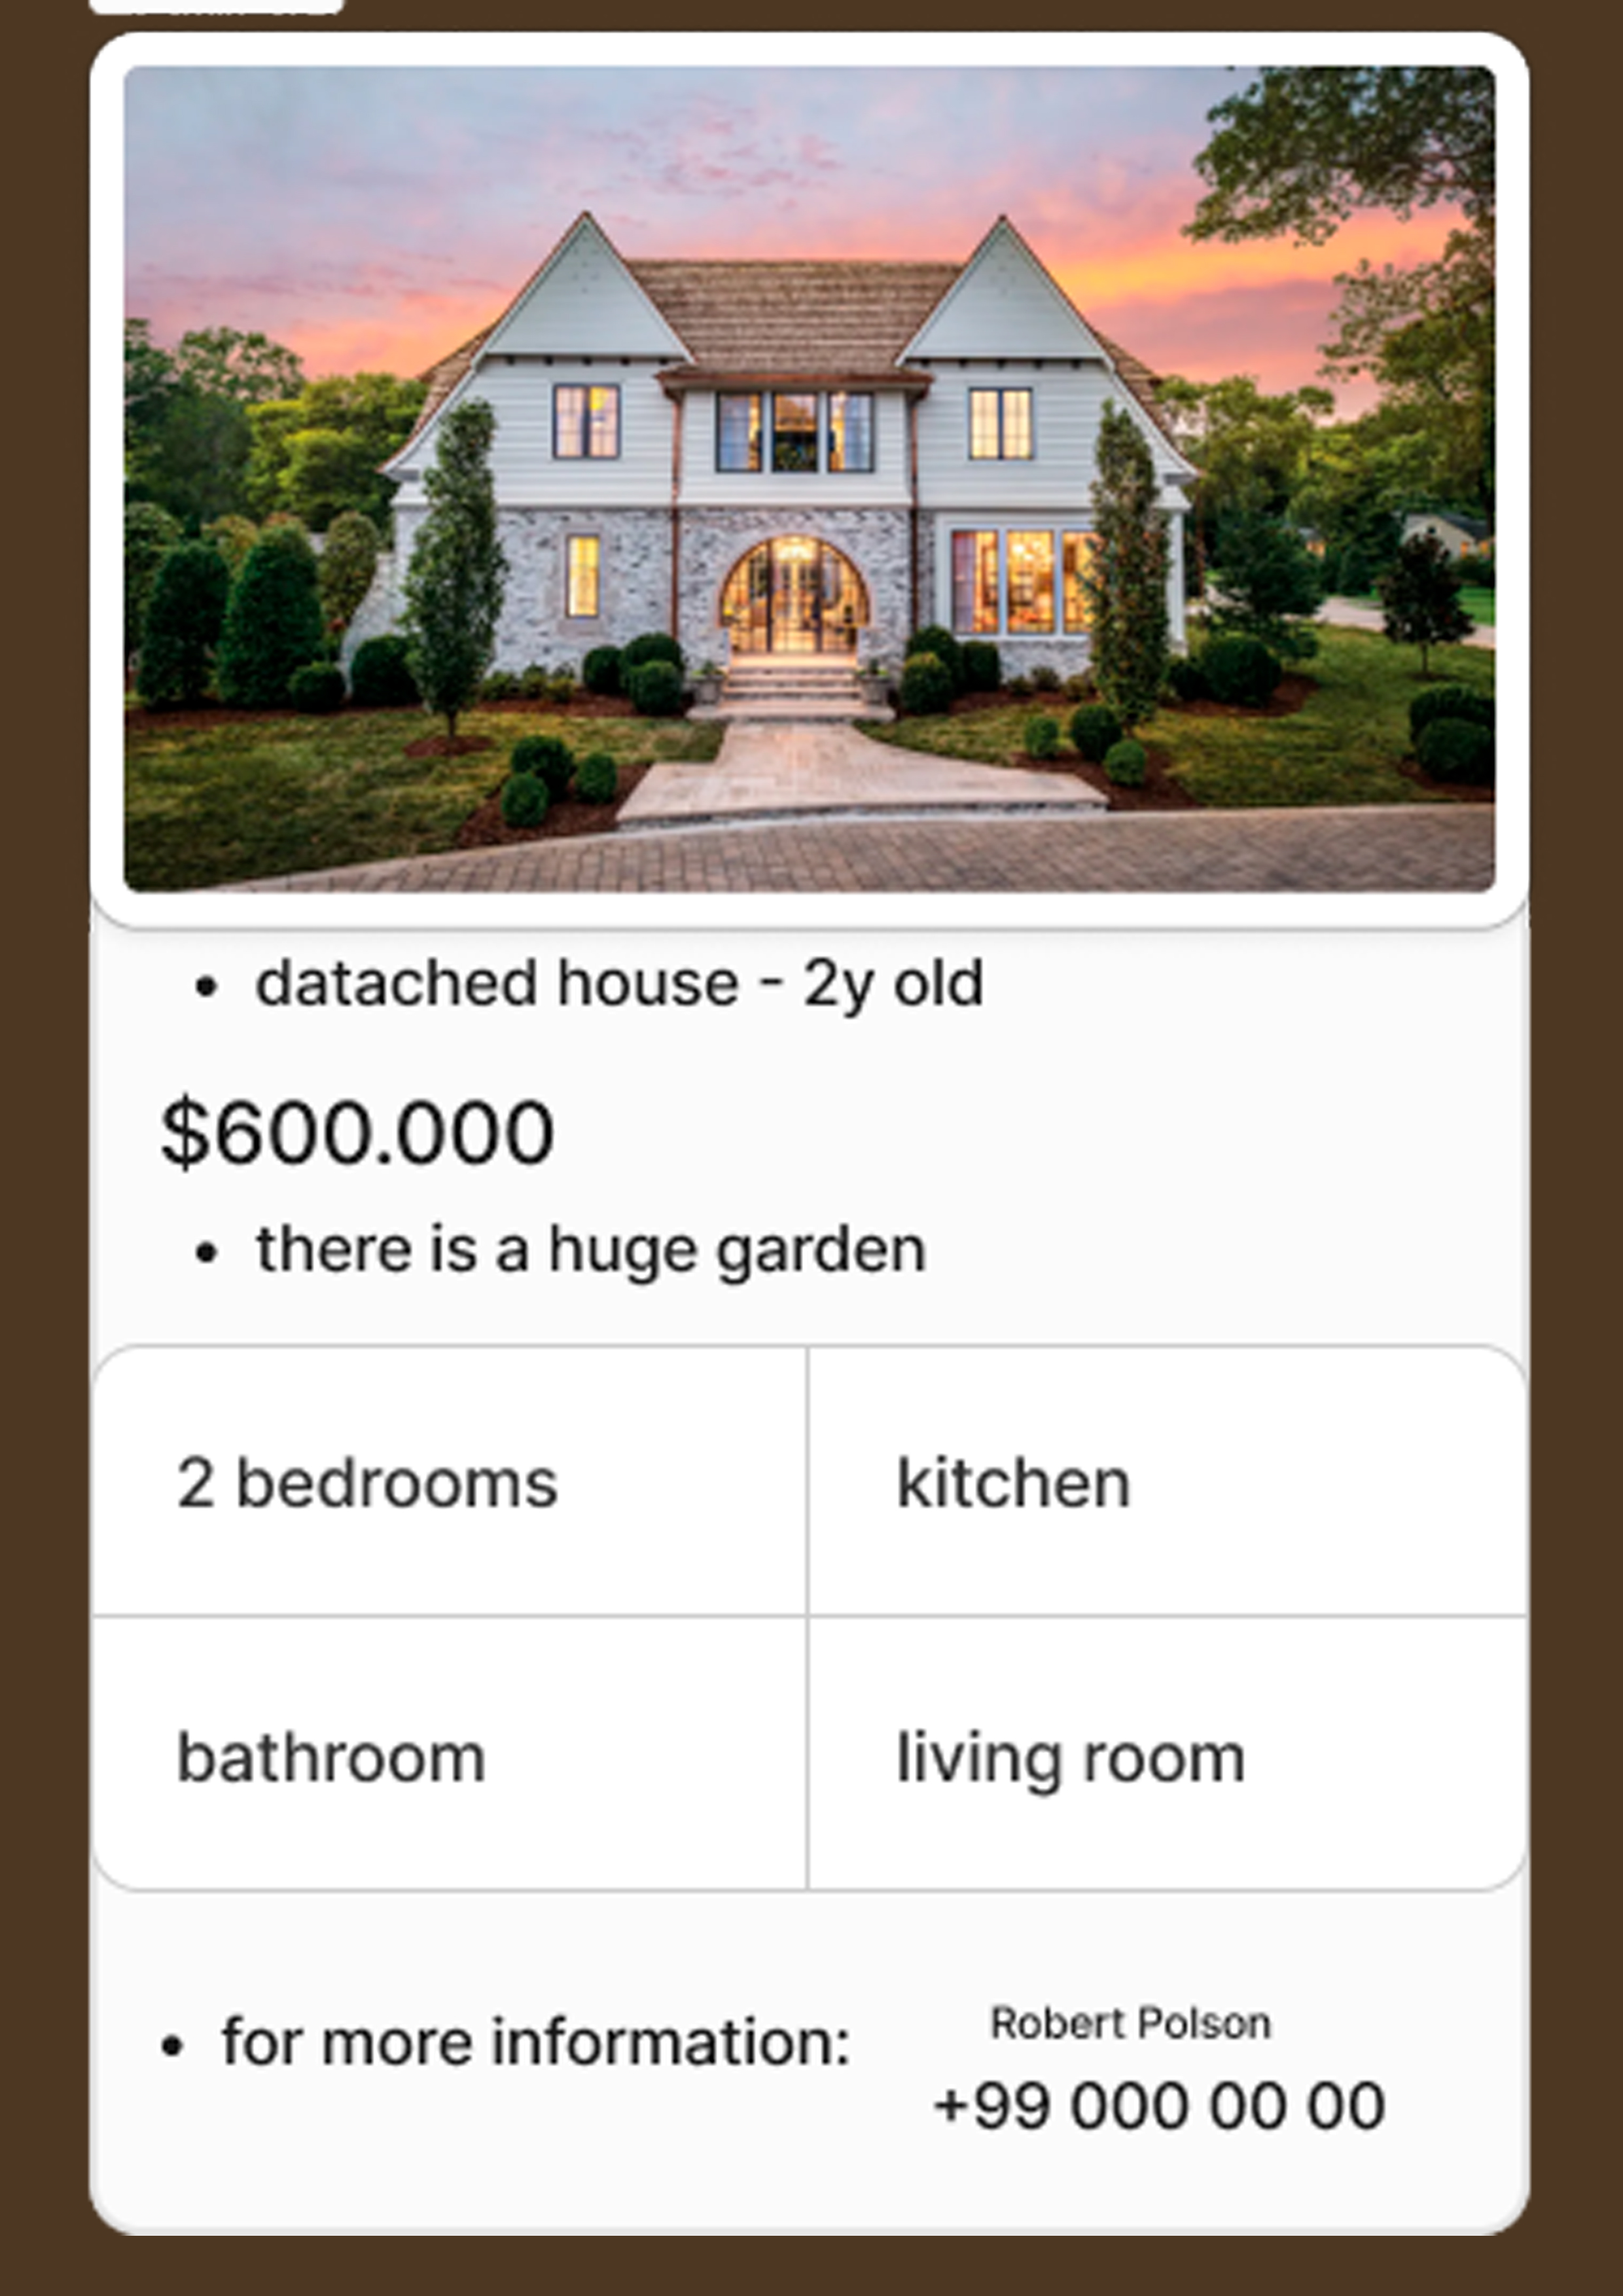 datached house - 2y old
$600.000
there is a huge garden
2 bedrooms
kitchen
bathroom
living room
for more information:
Robert Polson
+99 000 00 00